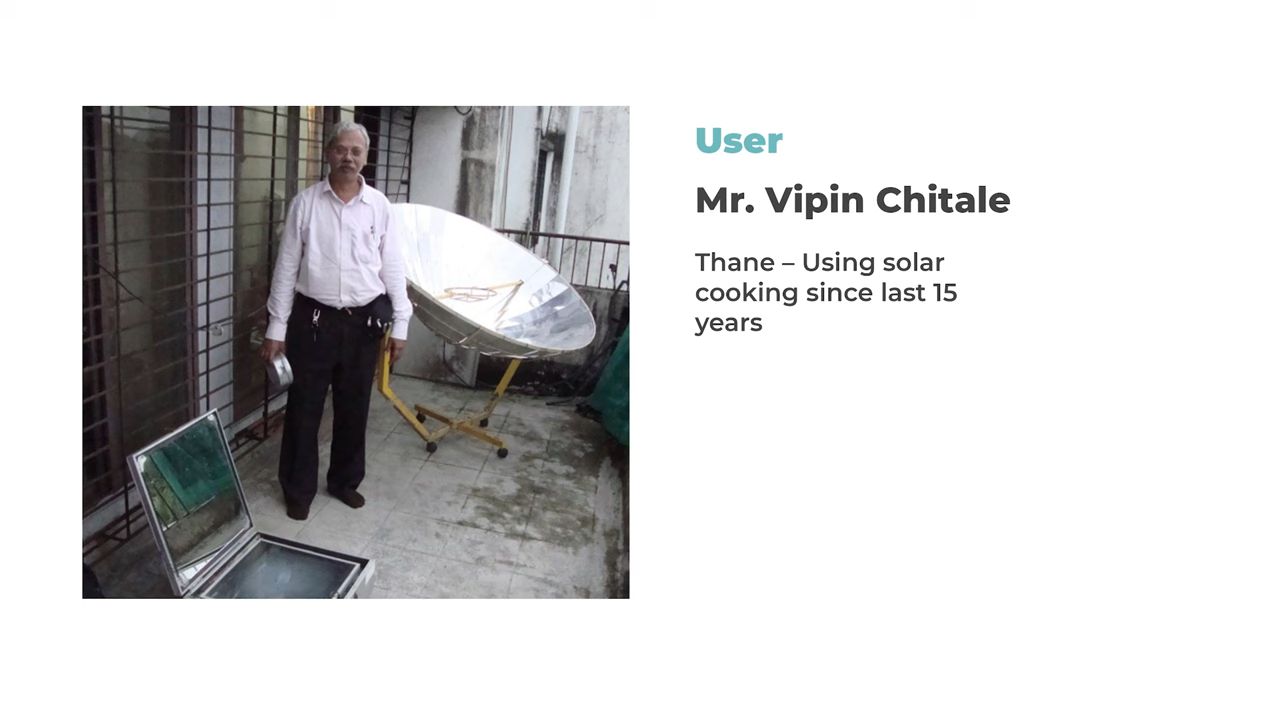 User
Mr. Vipin Chitale
Thane – Using solar
cooking since last 15
years